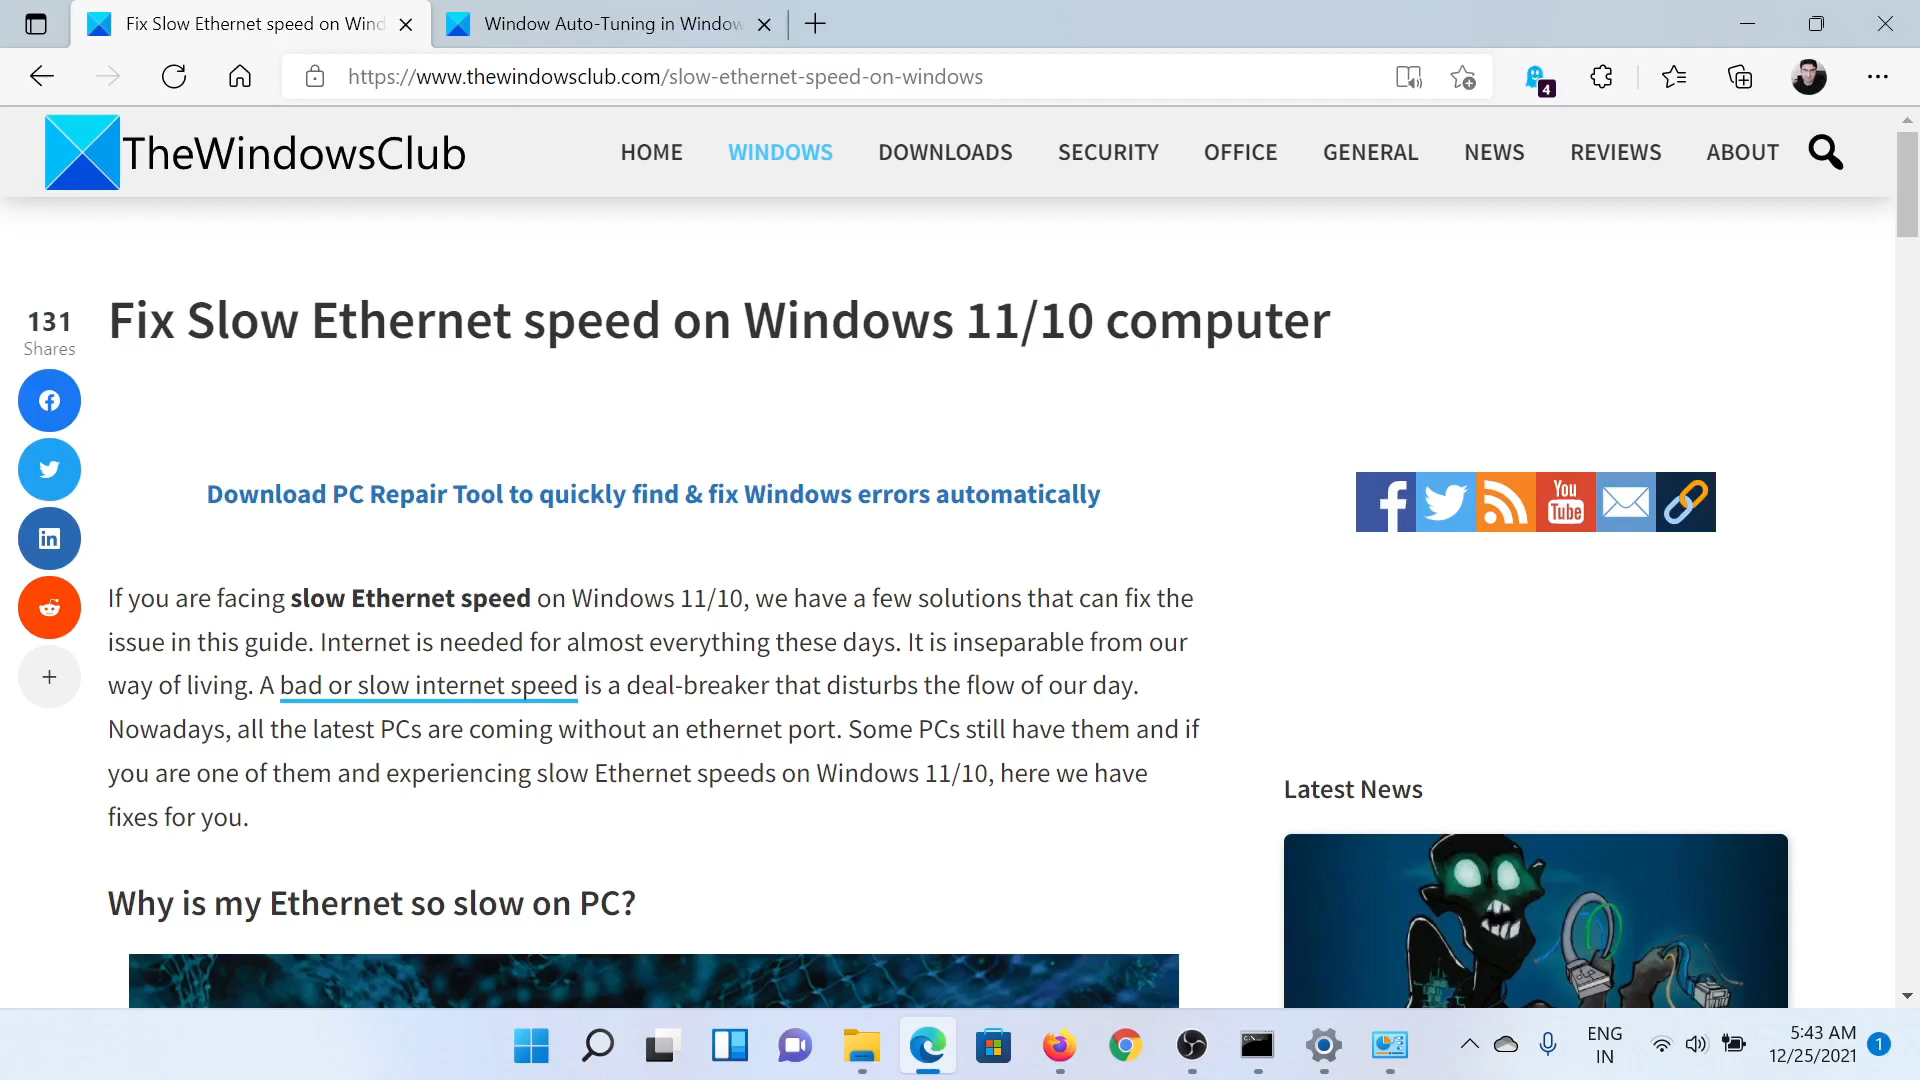 Fix Slow Ethernet speed on Wind
Window Auto-Tuning in Window
https://www.thewindowsclub.com/slow-ethernet-speed-on-windows
4
TheWindowsClub
HOME WINDOWS DOWNLOADS SECURITY OFFICE GENERAL NEWS REVIEWS ABOUT
131
Shares
Fix Slow Ethernet speed on Windows 11/10 computer
Download PC Repair Tool to quickly find & fix Windows errors automatically
You
Tube
If you are facing slow Ethernet speed on Windows 11/10, we have a few solutions that can fix the
issue in this guide. Internet is needed for almost everything these days. It is inseparable from our
way of living. A bad or slow internet speed is a deal-breaker that disturbs the flow of our day.
Nowadays, all the latest PCs are coming without an ethernet port. Some PCs still have them and if
you are one of them and experiencing slow Ethernet speeds on Windows 11/10, here we have
fixes for you.
Latest News
Why is my Ethernet so slow on PC?
ENG
IN
5:43 AM
12/25/2021
1